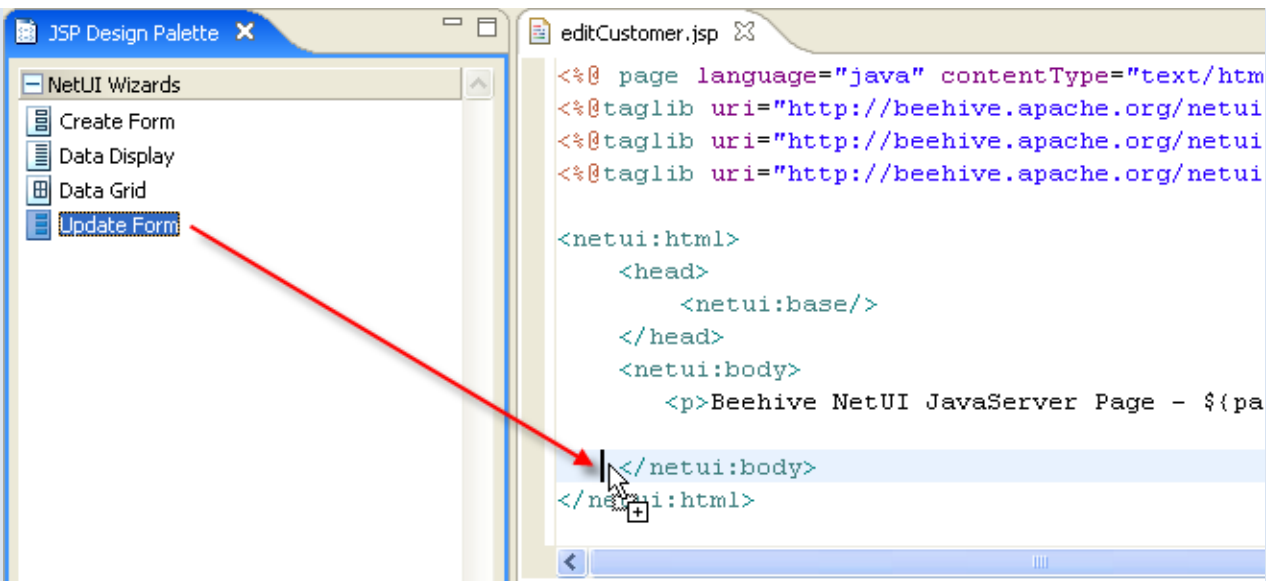 JSP Design Palette
NetUI Wizards
Create Form
Data Display
Data Grid
Update Form
editCustomer.jsp
<%@ page language="java" contentType="text/htm
<%@taglib uri="http://beehive.apache.org/netui
<%@taglib uri="http://beehive.apache.org/netui
<%@taglib uri="http://beehive.apache.org/netui
<netui:html>
<head>
<netui:base/>
</head>
<netui:body>
<p>Beehive NetUI JavaServer Page - ${pa
</netui:body>
</netui:html>